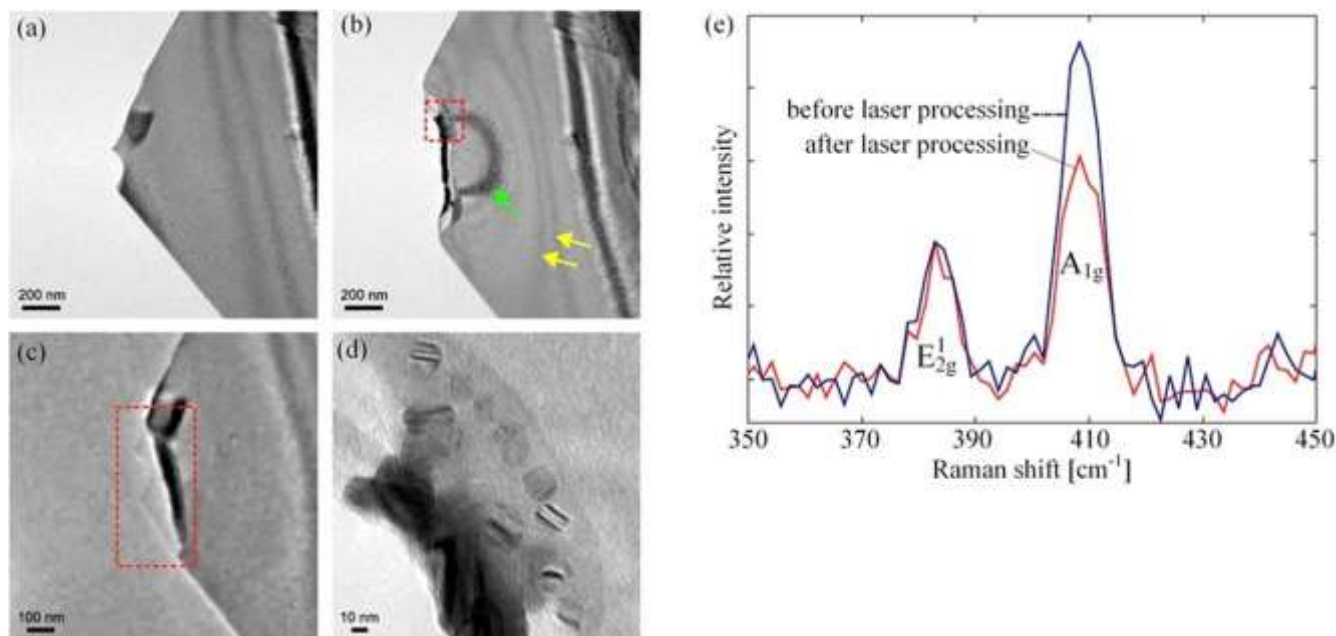 (a)
200 nm
(b)
200 nm
(c)
100 nm
(d)
10 nm
(e)
before laser processing
after laser processing
A1g
E¹2g
Relative intensity
350 370 390 410 430 450
Raman shift [cm⁻¹]